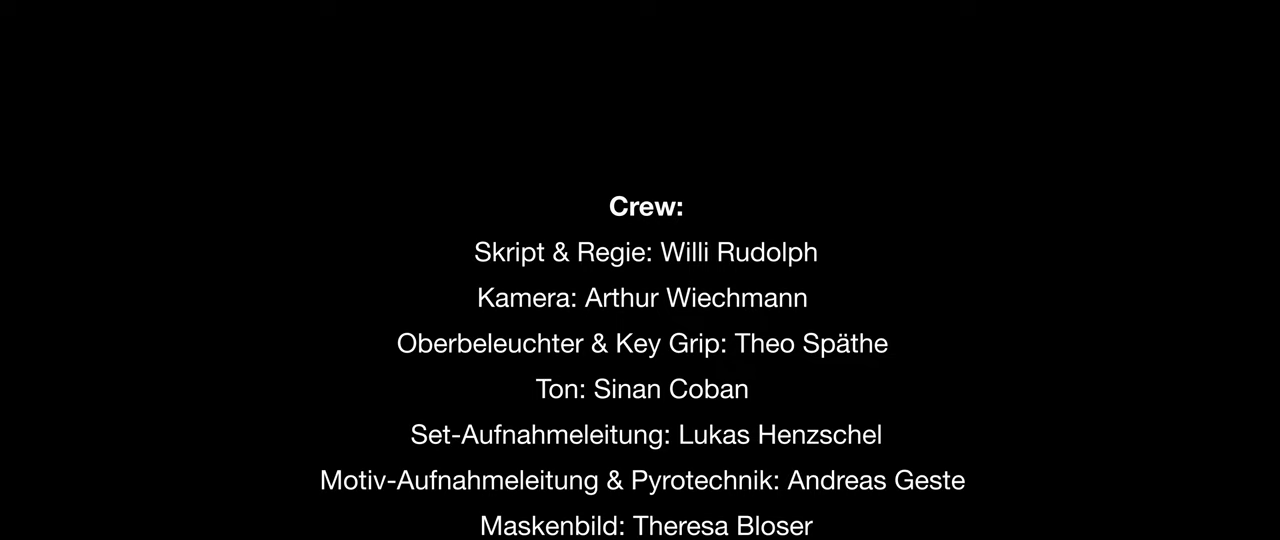 Crew:
Skript & Regie: Willi Rudolph
Kamera: Arthur Wiechmann
Oberbeleuchter & Key Grip: Theo Späthe
Ton: Sinan Coban
Set-Aufnahmeleitung: Lukas Henzschel
Motiv-Aufnahmeleitung & Pyrotechnik: Andreas Geste
Maskenbild: Theresa Bloser